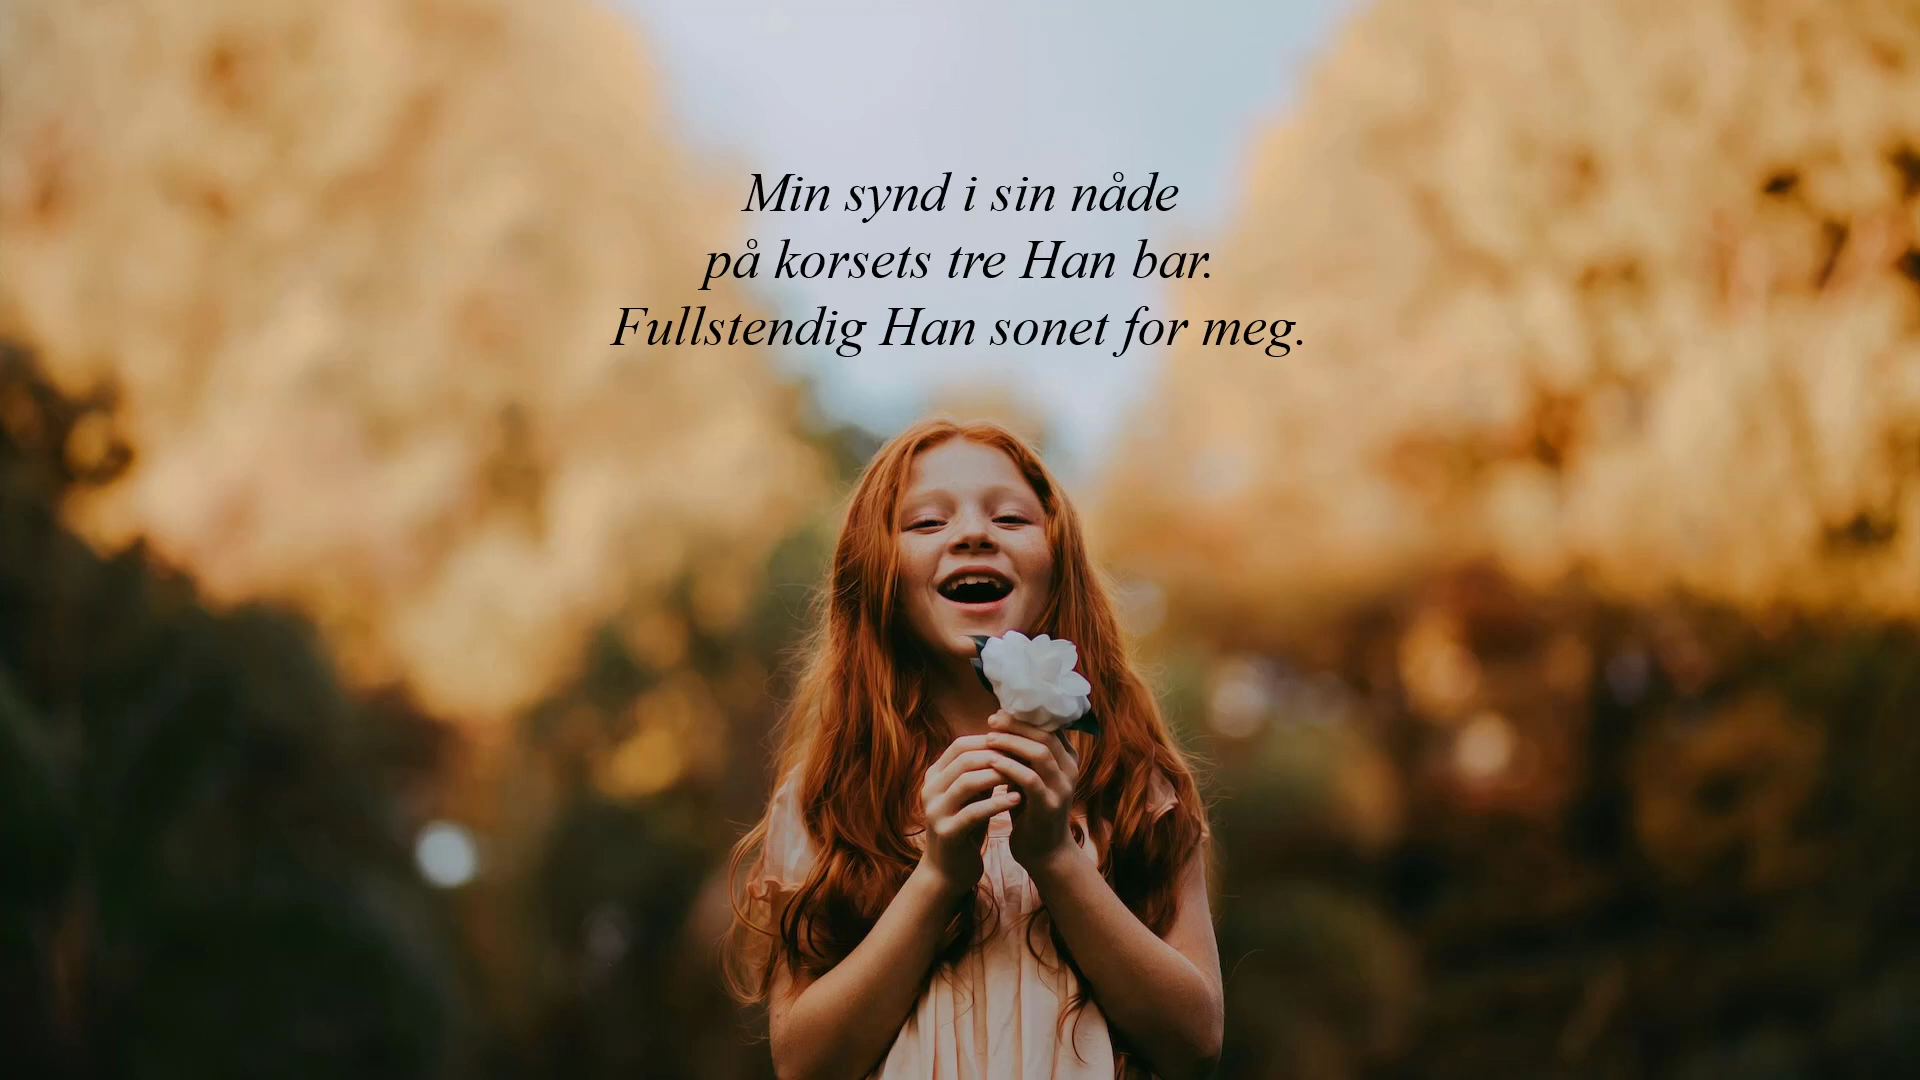 Min synd i sin nåde
på korsets tre Han bar.
Fullstendig Han sonet for meg.